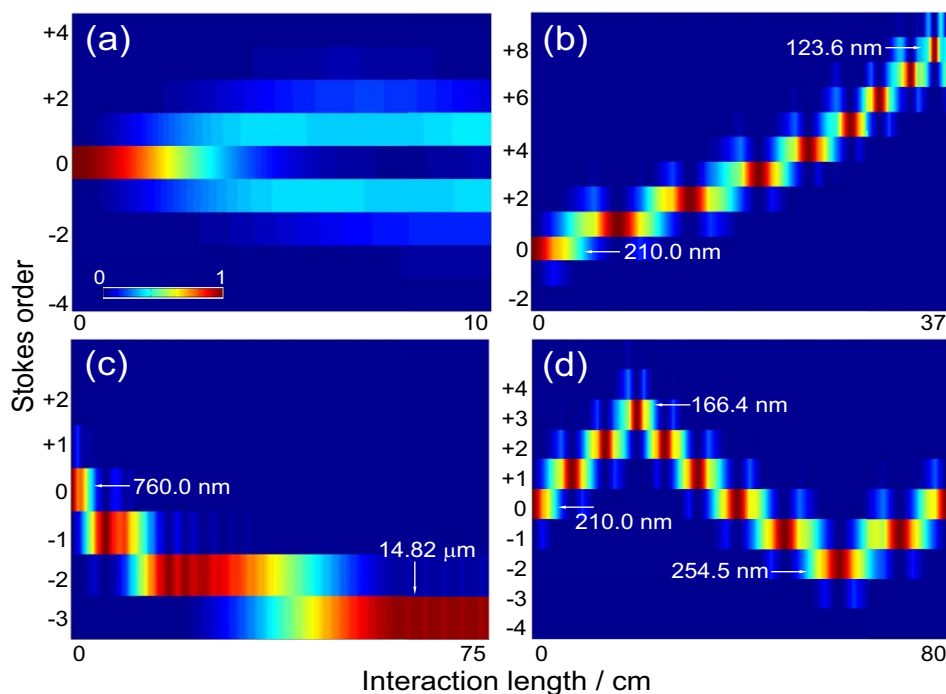 +4
+2
0
-2
-4
(a)
0
1
0
10
+8
+6
+4
+2
0
-2
(b)
123.6 nm
210.0 nm
0
37
Stokes order
+2
+1
0
-1
-2
-3
(c)
760.0 nm
14.82 μm
0
75
+4
+3
+2
+1
0
-1
-2
-3
-4
(d)
166.4 nm
210.0 nm
254.5 nm
0
80
Interaction length / cm